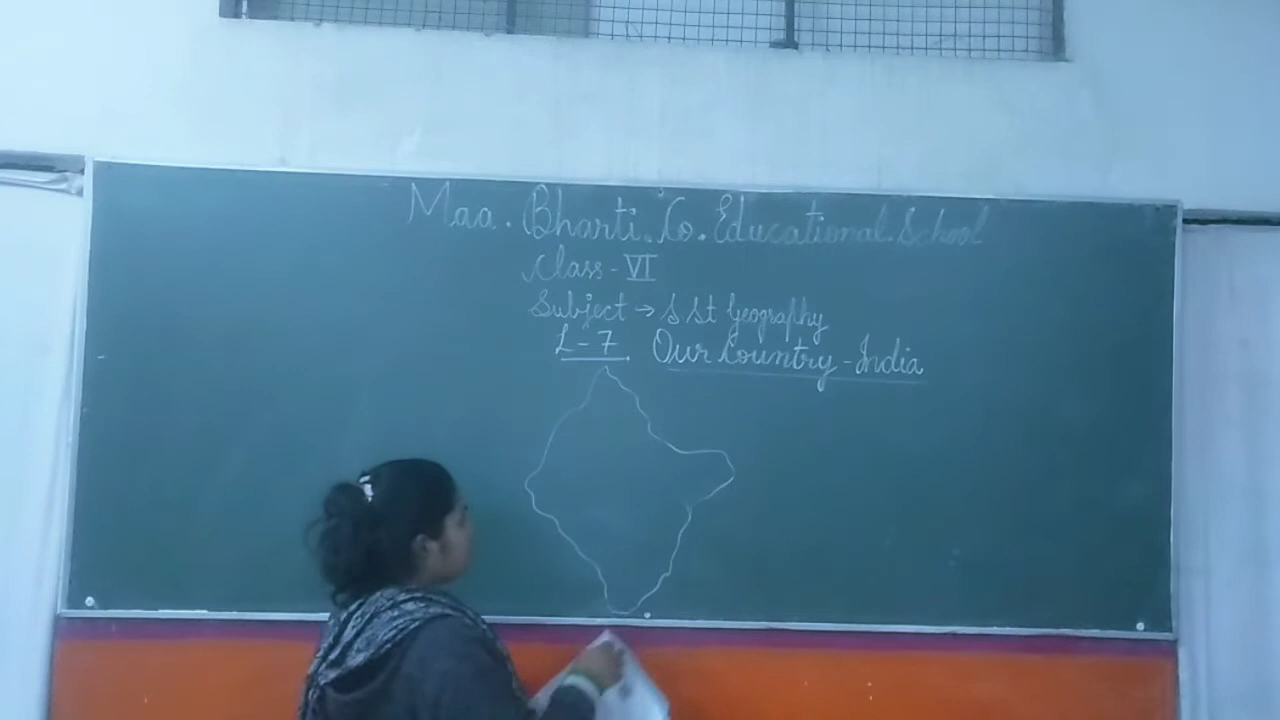 Maa. Bharti. Co. Educational. School
Class - VI
Subject → S St Geography
L - 7. Our Country - India